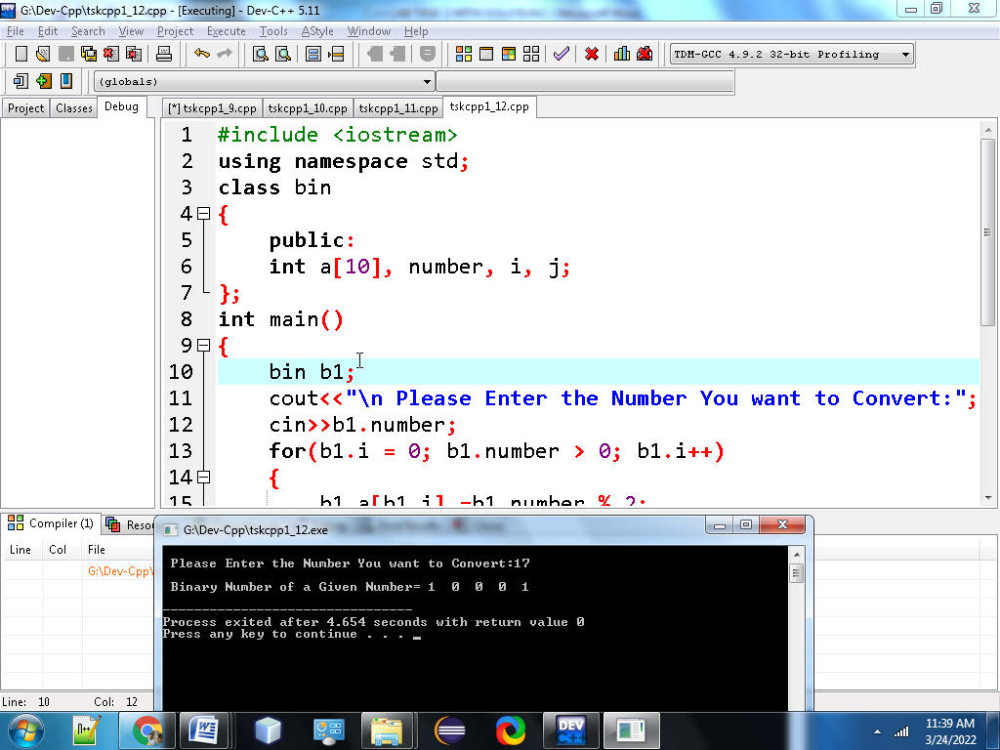 G:\Dev-Cpp\tskcpp1_12.cpp - [Executing] - Dev-C++ 5.11
File Edit Search View Project Execute Tools AStyle Window Help
TDM-GCC 4.9.2 32-bit Profiling
(globals)
Project Classes Debug
[*] tskcpp1_9.cpp tskcpp1_10.cpp tskcpp1_11.cpp tskcpp1_12.cpp
1 #include <iostream>
2 using namespace std;
3 class bin
4 {
5 public:
6 int a[10], number, i, j;
7 };
8 int main()
9 {
10 bin b1;
11 cout<<"\n Please Enter the Number You want to Convert:";
12 cin>>b1.number;
13 for(b1.i = 0; b1.number > 0; b1.i++)
14 {
15 b1.a[b1.i] =b1.number % 2;
Compiler (1) Resou
Line Col File
G:\Dev-Cpp\
G:\Dev-Cpp\tskcpp1_12.exe
Please Enter the Number You want to Convert:17
Binary Number of a Given Number= 1 0 0 0 1
--------------------------------
Process exited after 4.654 seconds with return value 0
Press any key to continue . . . _
Line: 10 Col: 12
n++
W
DEV
C++
11:39 AM
3/24/2022